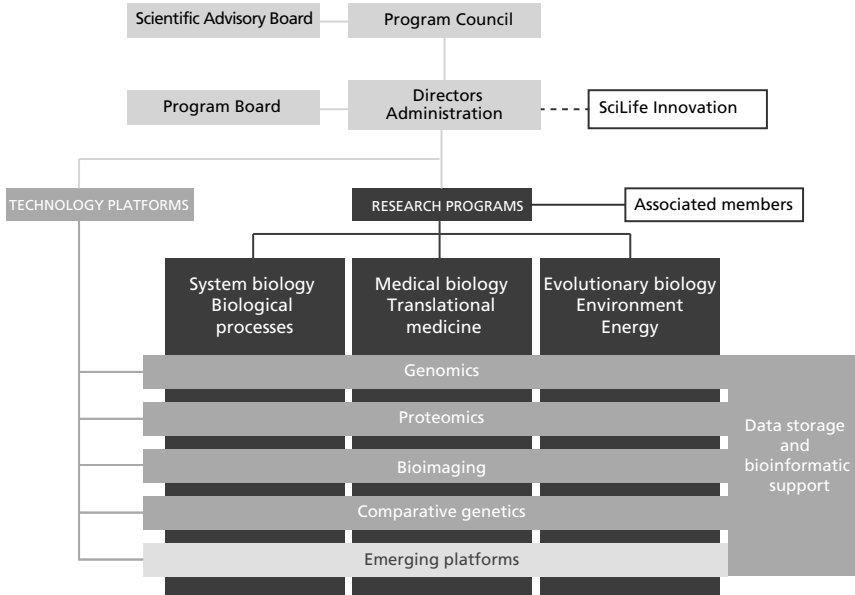 Scientific Advisory Board
Program Council
Program Board
Directors
Administration
SciLife Innovation
TECHNOLOGY PLATFORMS
RESEARCH PROGRAMS
Associated members
System biology
Biological
processes
Medical biology
Translational
medicine
Evolutionary biology
Environment
Energy
Genomics
Proteomics
Bioimaging
Comparative genetics
Emerging platforms
Data storage
and
bioinformatic
support